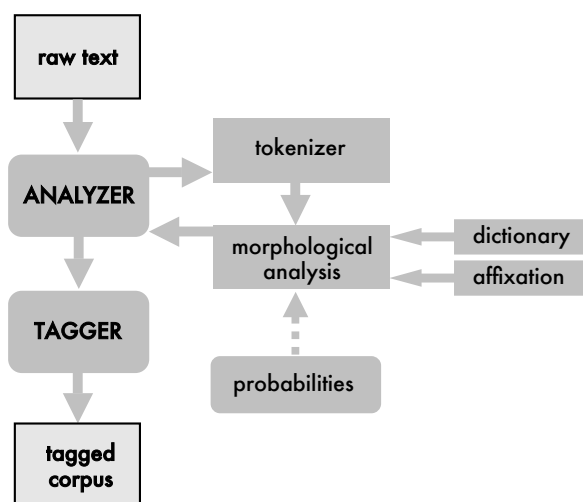 raw text
tokenizer
ANALYZER
morphological
analysis
dictionary
affixation
TAGGER
probabilities
tagged
corpus